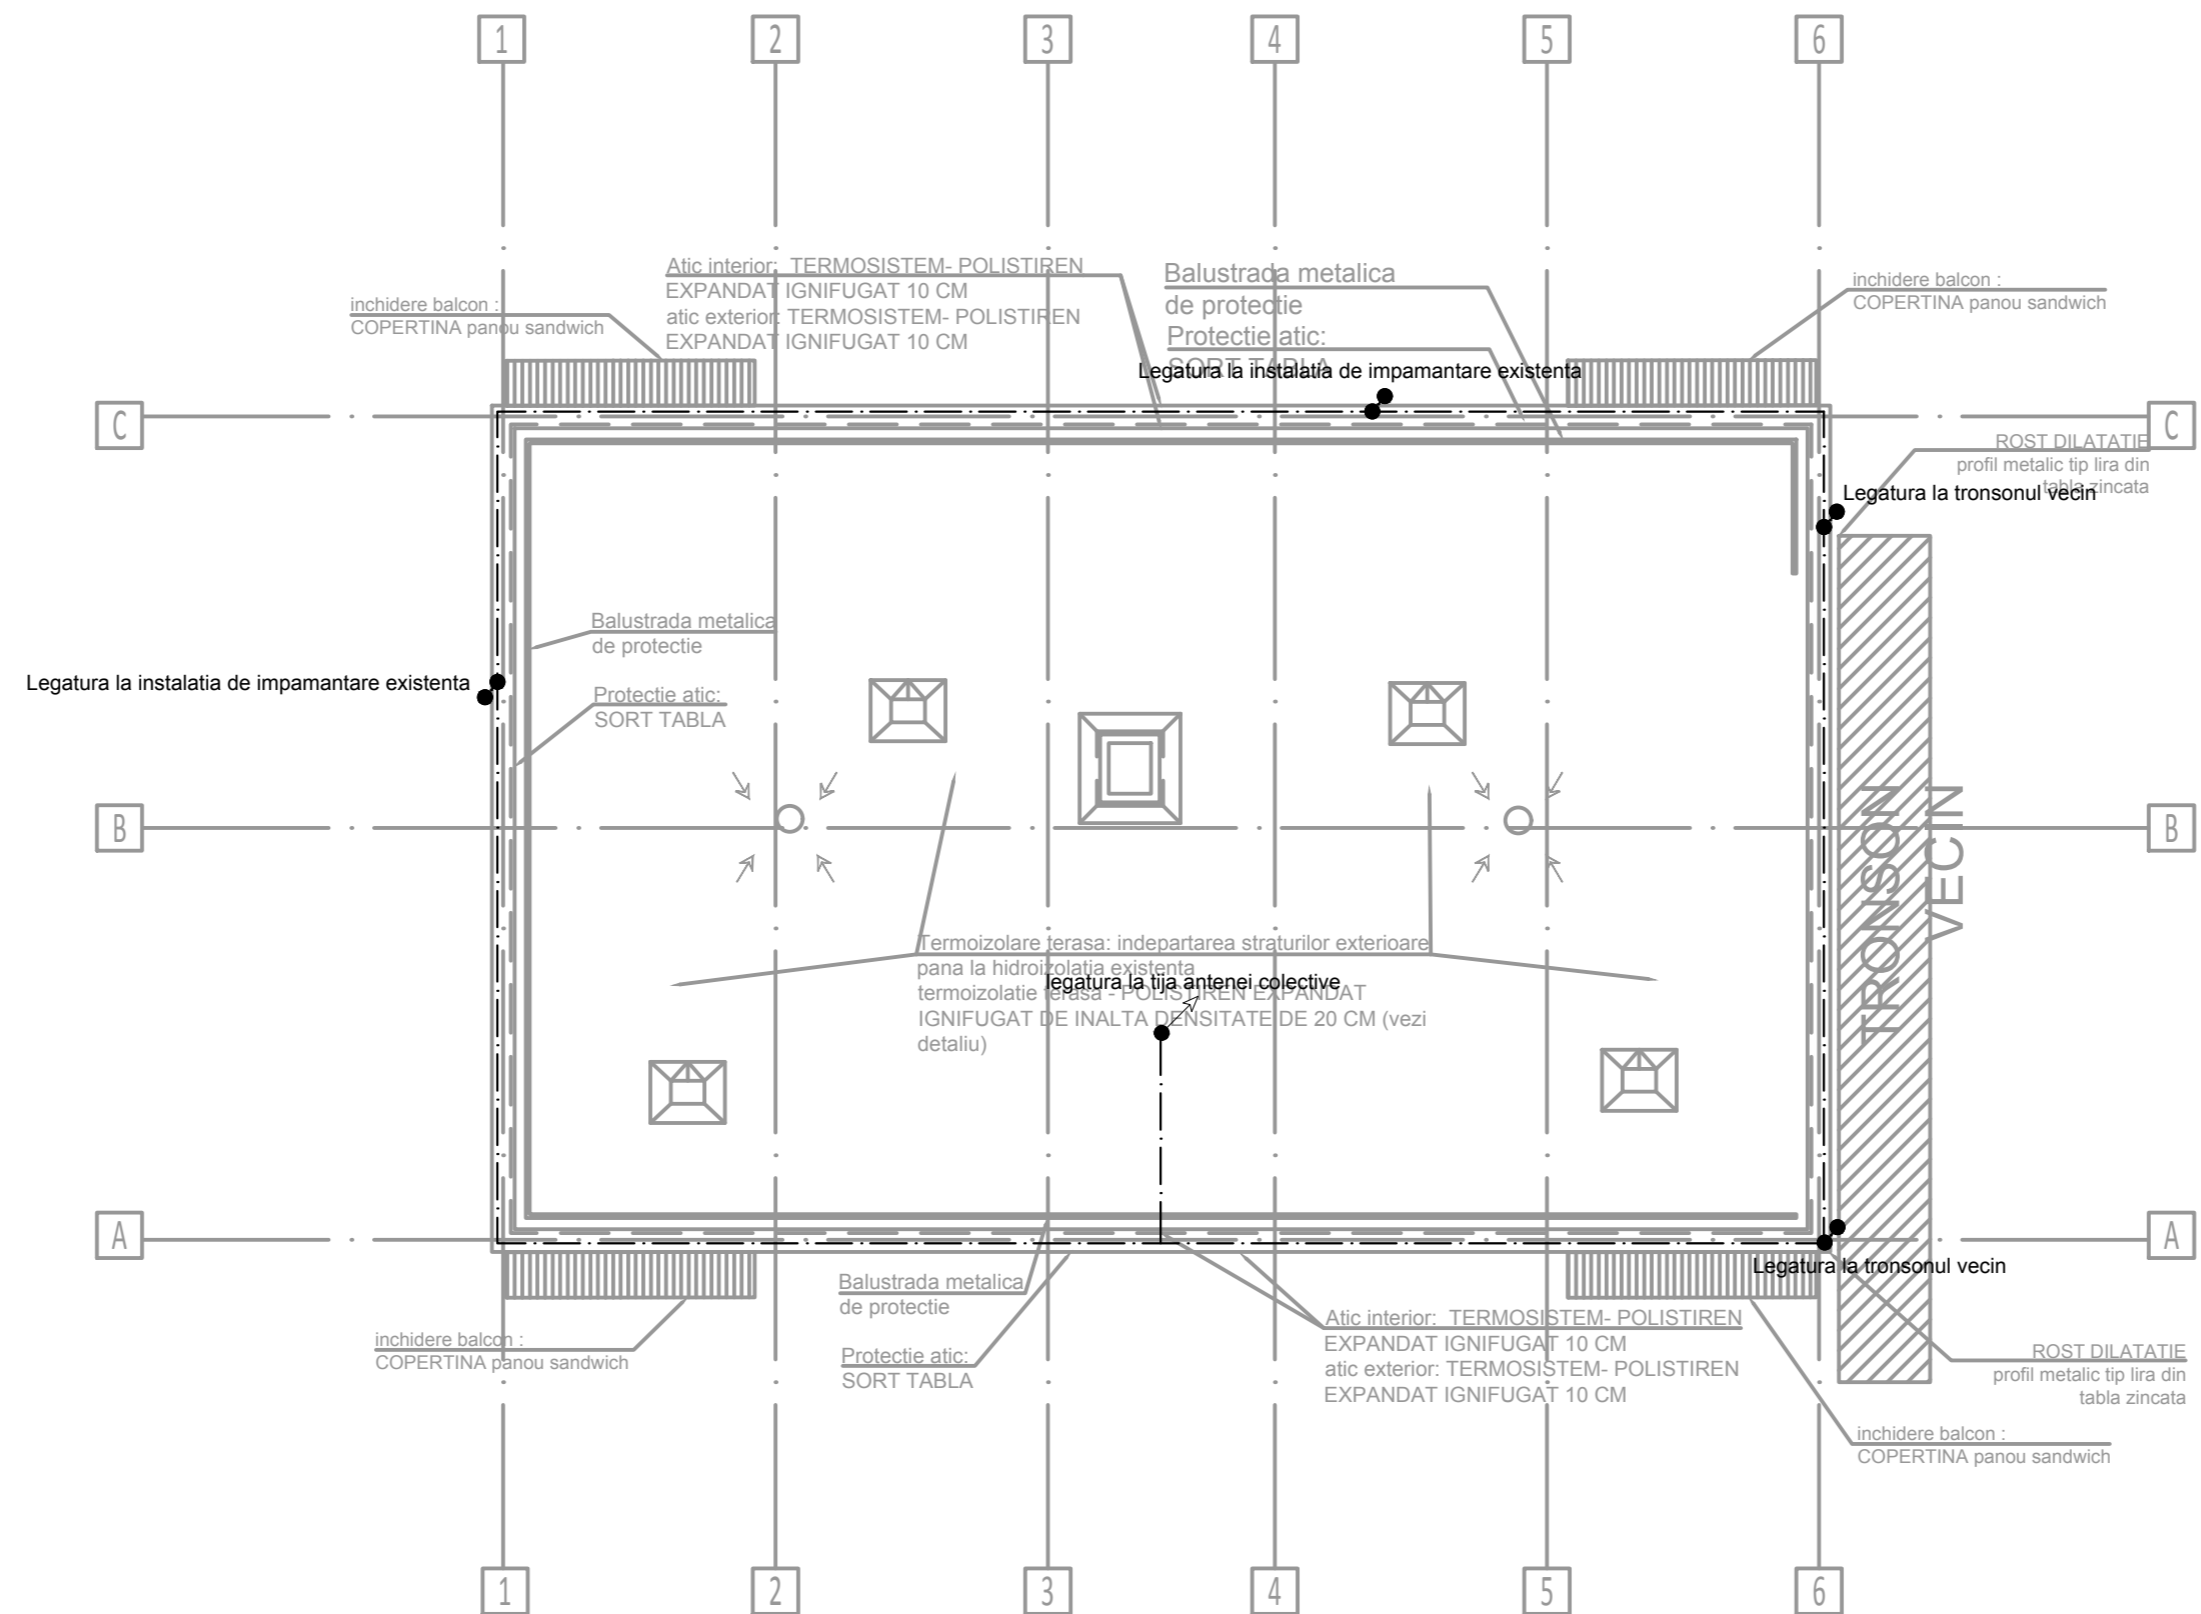 1 2 3 4 5 6
Atic interior: TERMOSISTEM- POLISTIREN
EXPANDAT IGNIFUGAT 10 CM
atic exterior: TERMOSISTEM- POLISTIREN
EXPANDAT IGNIFUGAT 10 CM
Balustrada metalica
de protectie
Protectie atic:
SORT TABLA
inchidere balcon :
COPERTINA panou sandwich
inchidere balcon :
COPERTINA panou sandwich
Legatura la instalatia de impamantare existenta
C
C
ROST DILATATIE
profil metalic tip lira din
tabla zincata
Legatura la tronsonul vecin
Balustrada metalica
de protectie
Legatura la instalatia de impamantare existenta
Protectie atic:
SORT TABLA
B
B
TRONSON
VECIN
Termoizolare terasa: indepartarea straturilor exterioare
pana la hidroizolatia existenta
legatura la tija antenei colective
termoizolatie terasa - POLISTIREN EXPANDAT
IGNIFUGAT DE INALTA DENSITATE DE 20 CM (vezi
detaliu)
A
A
Legatura la tronsonul vecin
Balustrada metalica
de protectie
Protectie atic:
SORT TABLA
Atic interior: TERMOSISTEM- POLISTIREN
EXPANDAT IGNIFUGAT 10 CM
atic exterior: TERMOSISTEM- POLISTIREN
EXPANDAT IGNIFUGAT 10 CM
inchidere balcon :
COPERTINA panou sandwich
ROST DILATATIE
profil metalic tip lira din
tabla zincata
inchidere balcon :
COPERTINA panou sandwich
1 2 3 4 5 6